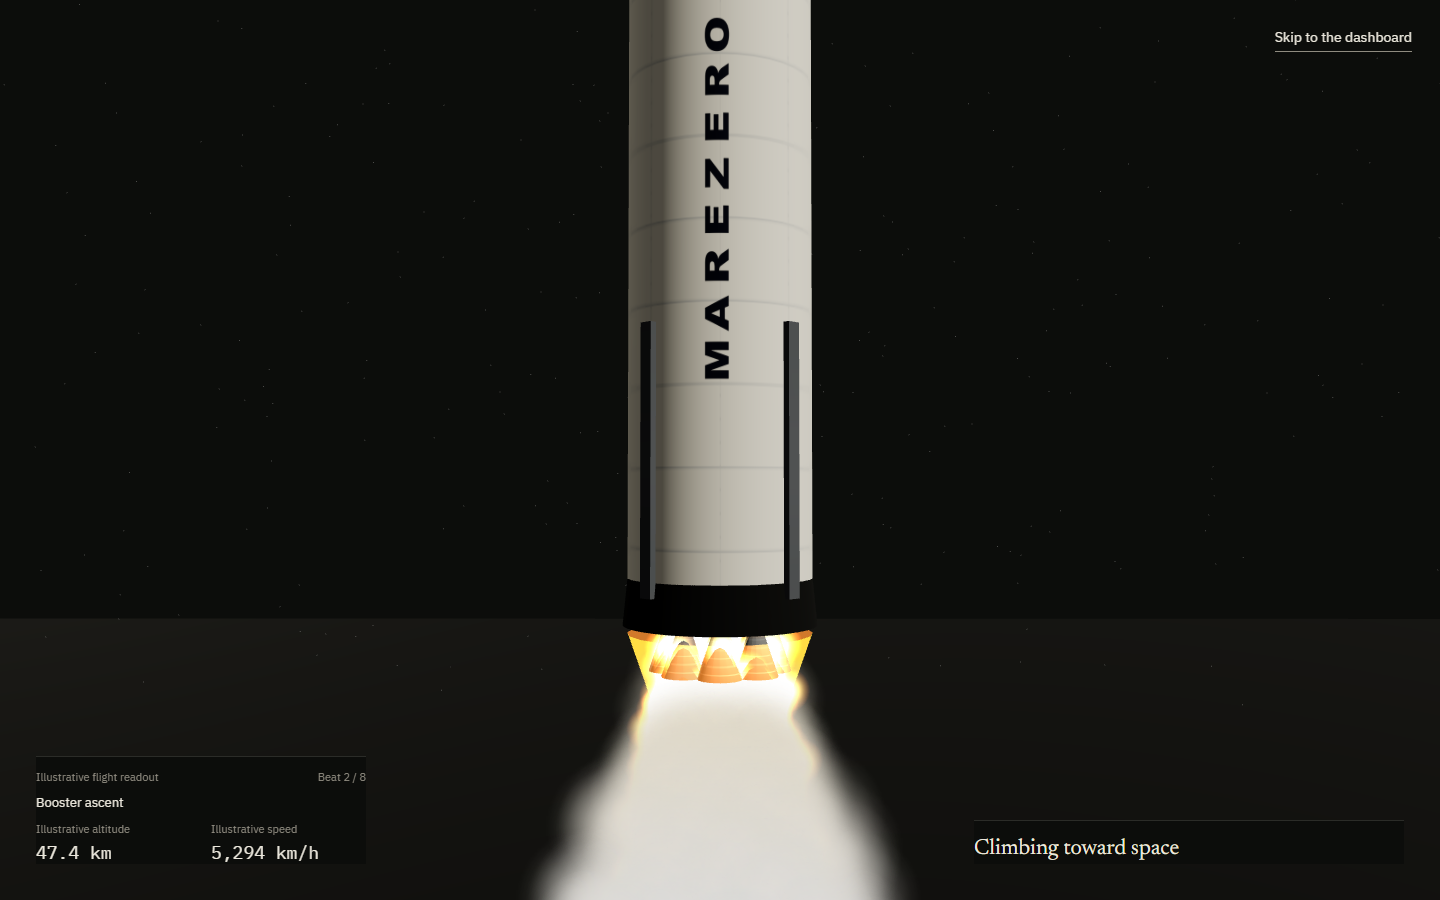 Skip to the dashboard
MAREZERO
Illustrative flight readout
Beat 2 / 8
Booster ascent
Illustrative altitude
Illustrative speed
47.4 km
5,294 km/h
Climbing toward space